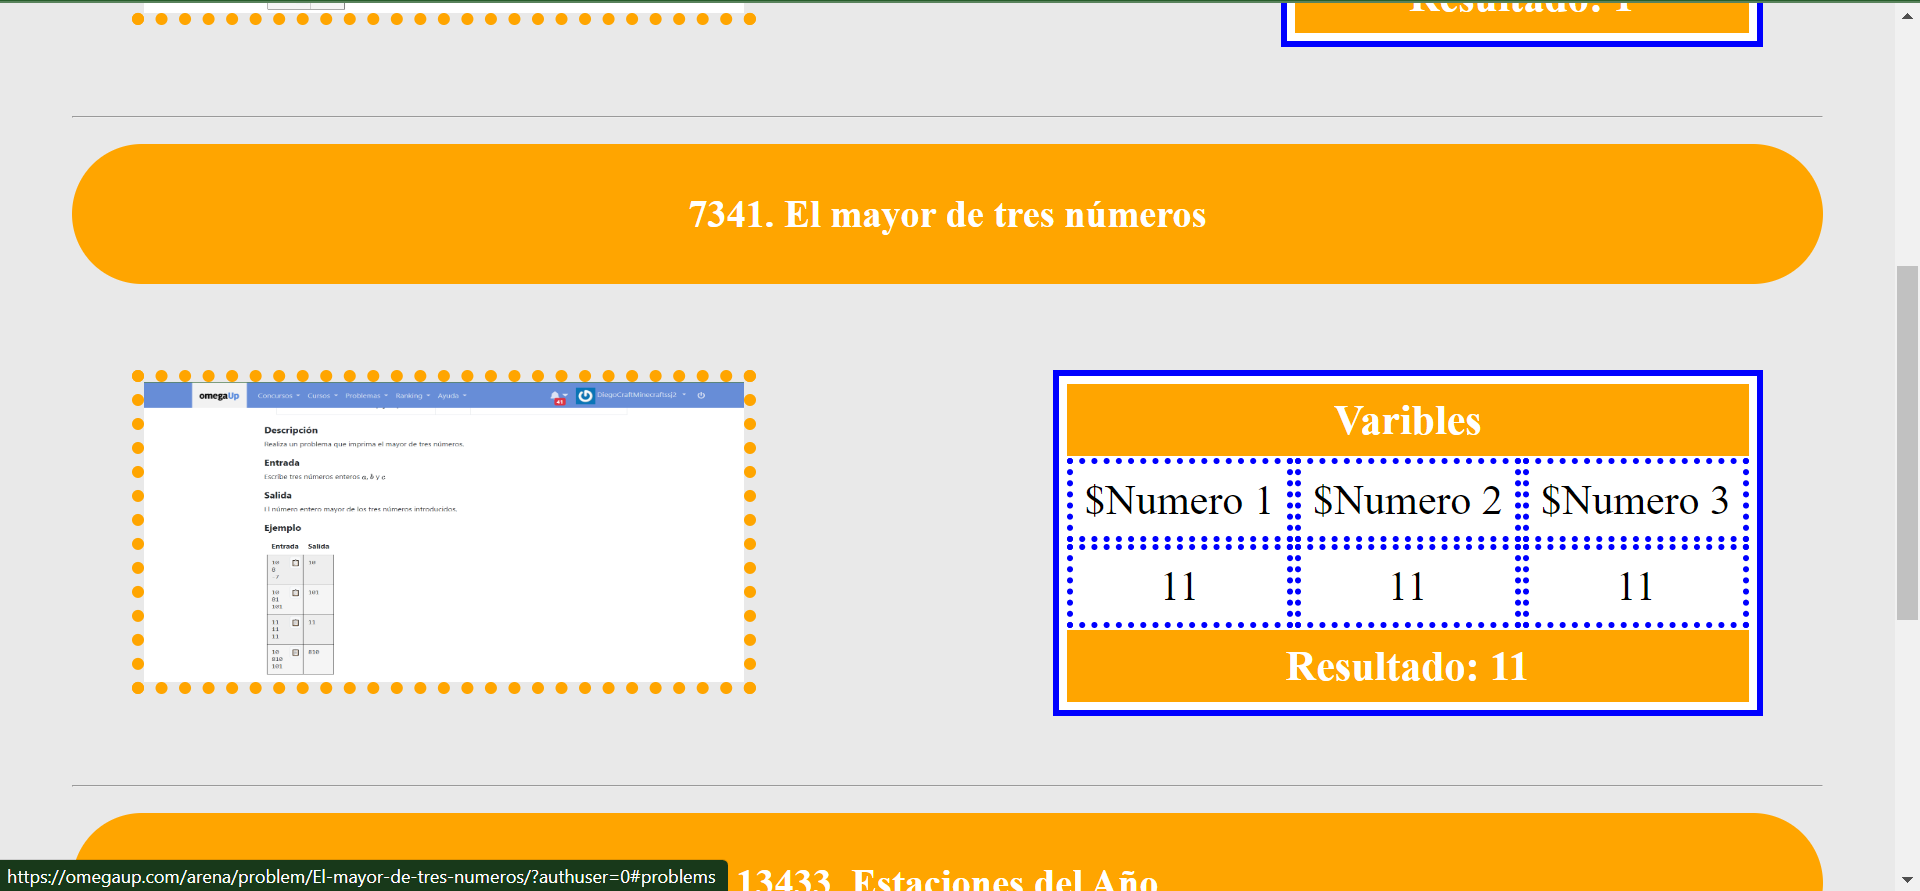 Resultado: 1
7341. El mayor de tres números
omegaUp Concursos Cursos Problemas Ranking Ayuda 41 DiegoCraftMinecraftssj2
Descripción
Realiza un problema que imprima el mayor de tres números.
Entrada
Escribe tres números enteros a, b y c
Salida
El número entero mayor de los tres números introducidos.
Ejemplo
Entrada Salida
10 10
-7
10 101
81
101
11 11
11
11
10 810
810
101
Varibles
$Numero 1 $Numero 2 $Numero 3
11 11 11
Resultado: 11
13433. Estaciones del Año
https://omegaup.com/arena/problem/El-mayor-de-tres-numeros/?authuser=0#problems